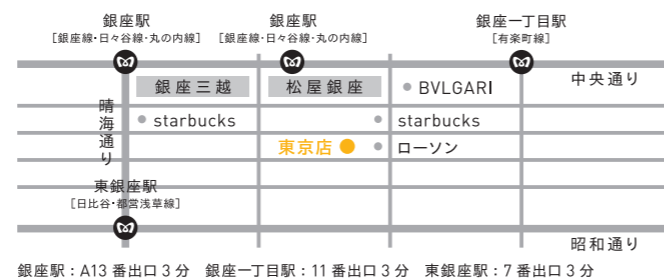 銀座駅
[銀座線・日々谷線・丸の内線]
銀座駅
[銀座線・日々谷線・丸の内線]
銀座一丁目駅
[有楽町線]
中央通り
銀座三越
松屋銀座
BVLGARI
晴海通り
starbucks
starbucks
東京店
ローソン
東銀座駅
[日比谷・都営浅草線]
昭和通り
銀座駅：A13 番出口 3 分 銀座一丁目駅：11 番出口 3 分 東銀座駅：7 番出口 3 分